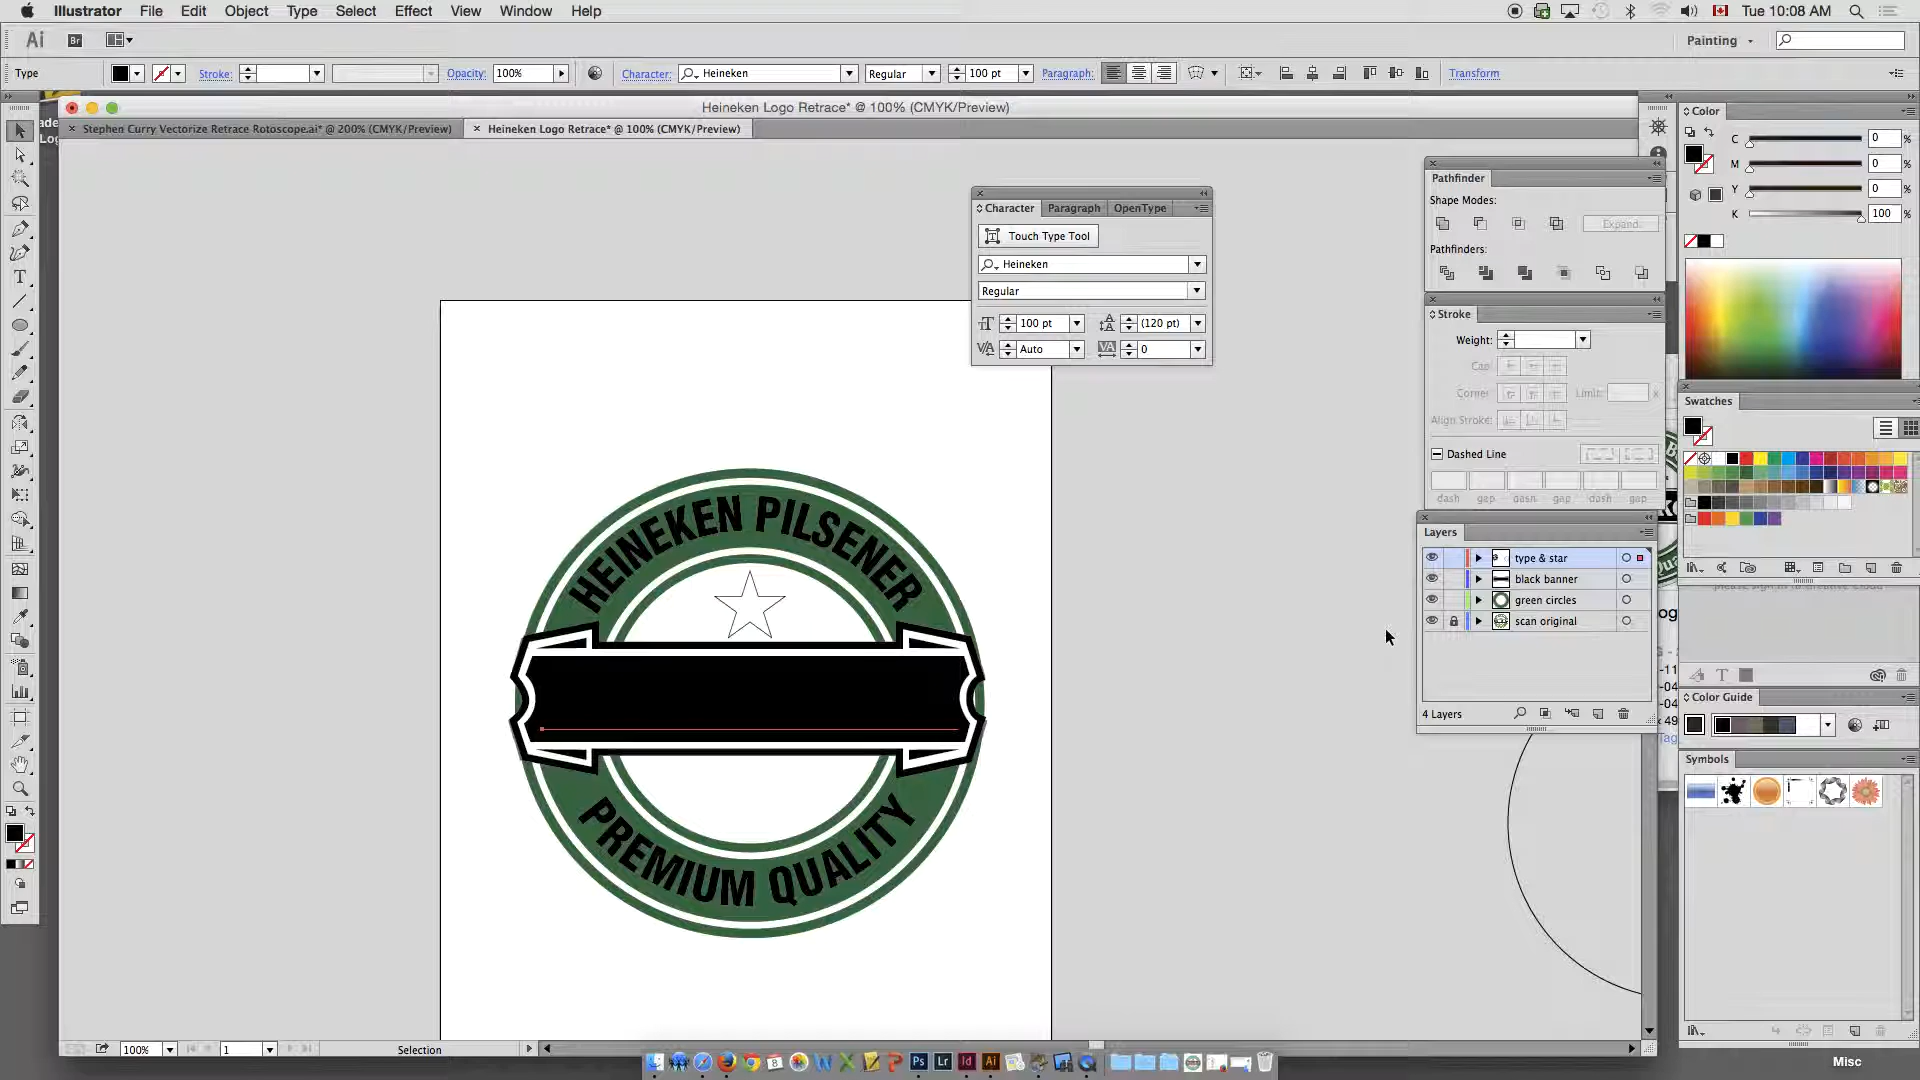 Illustrator File Edit Object Type Select Effect View Window Help
Tue 10:08 AM
Ai Br Painting
Type Stroke: Opacity: 100% Character: Heineken Regular 100 pt Paragraph: Transform
Heineken Logo Retrace* @ 100% (CMYK/Preview)
Stephen Curry Vectorize Retrace Rotoscope.ai* @ 200% (CMYK/Preview)
Heineken Logo Retrace* @ 100% (CMYK/Preview)
Character Paragraph OpenType
Touch Type Tool
Heineken
Regular
100 pt (120 pt)
Auto 0
HEINEKEN PILSENER
PREMIUM QUALITY
Pathfinder
Shape Modes:
Expand
Pathfinders:
Stroke
Weight:
Cap:
Corner: Limit: x
Align Stroke:
Dashed Line
dash gap dash gap dash gap
Layers
type & star
black banner
green circles
scan original
4 Layers
Color
C 0 %
M 0 %
Y 0 %
K 100 %
Swatches
Color Guide
Symbols
100% 1 Selection
Misc